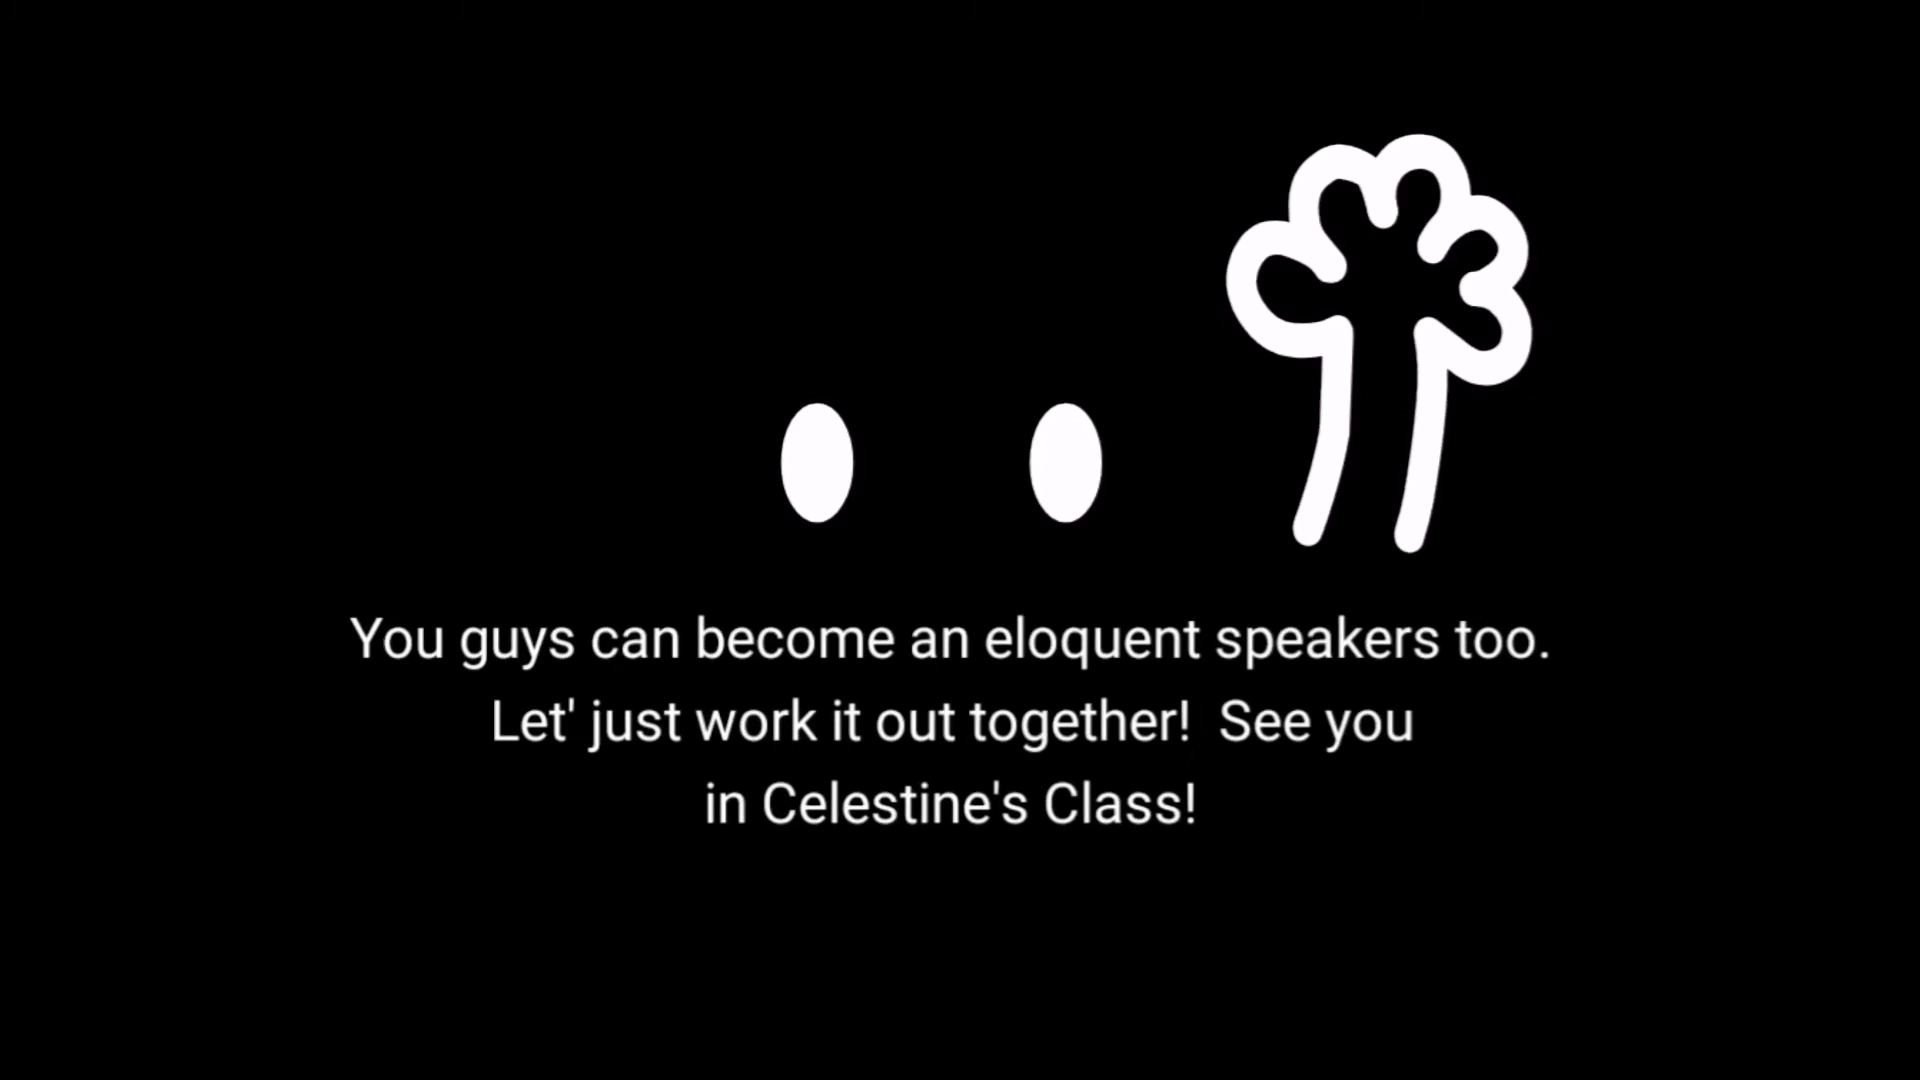 You guys can become an eloquent speakers too.
Let' just work it out together!  See you
in Celestine's Class!